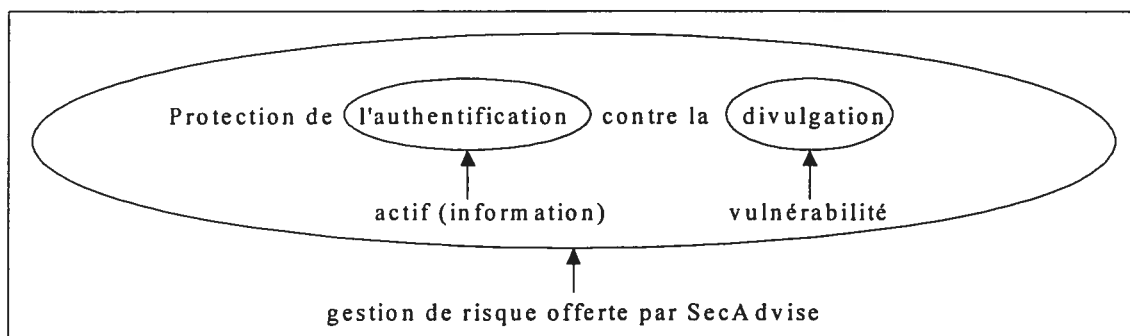 Protection de l'authentification contre la divulgation
actif (information) vulnérabilité
gestion de risque offerte par SecAdvise